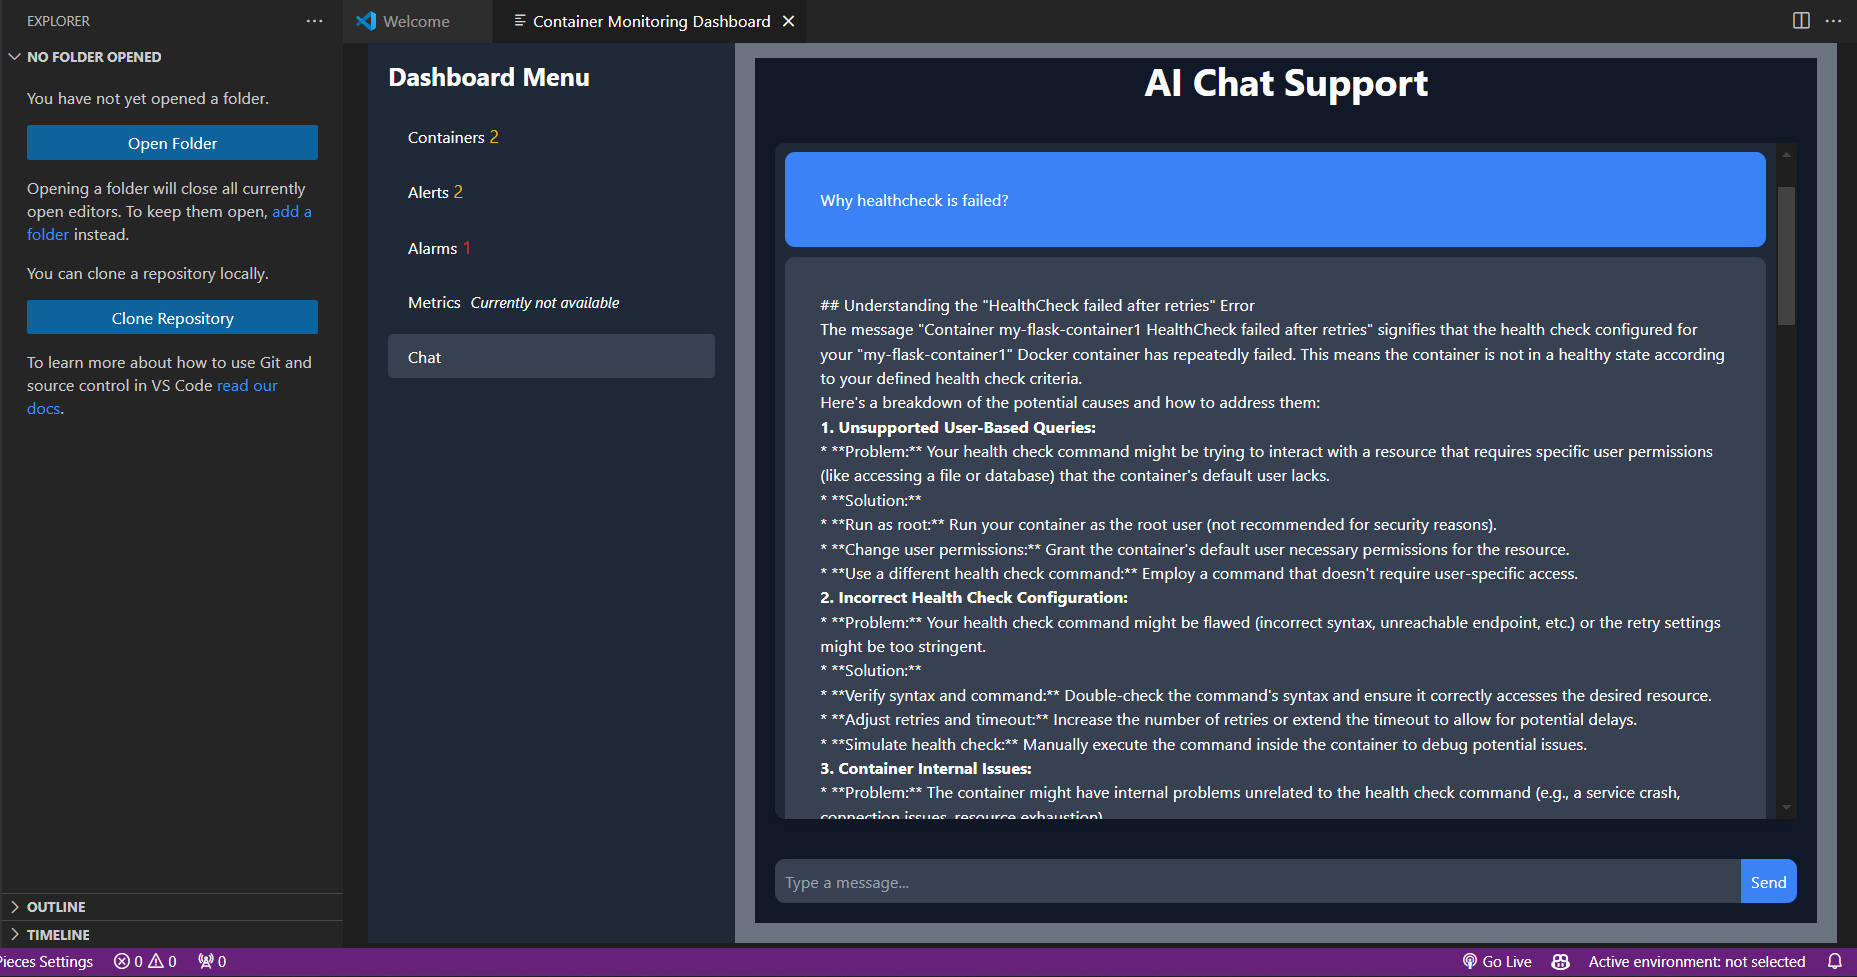 EXPLORER
NO FOLDER OPENED
You have not yet opened a folder.
Open Folder
Opening a folder will close all currently
open editors. To keep them open, add a
folder instead.
You can clone a repository locally.
Clone Repository
To learn more about how to use Git and
source control in VS Code read our
docs.
OUTLINE
TIMELINE
Welcome
Container Monitoring Dashboard
Dashboard Menu
Containers 2
Alerts 2
Alarms 1
Metrics Currently not available
Chat
AI Chat Support
Why healthcheck is failed?
## Understanding the "HealthCheck failed after retries" Error
The message "Container my-flask-container1 HealthCheck failed after retries" signifies that the health check configured for
your "my-flask-container1" Docker container has repeatedly failed. This means the container is not in a healthy state according
to your defined health check criteria.
Here's a breakdown of the potential causes and how to address them:
1. Unsupported User-Based Queries:
* **Problem:** Your health check command might be trying to interact with a resource that requires specific user permissions
(like accessing a file or database) that the container's default user lacks.
* **Solution:**
* **Run as root:** Run your container as the root user (not recommended for security reasons).
* **Change user permissions:** Grant the container's default user necessary permissions for the resource.
* **Use a different health check command:** Employ a command that doesn't require user-specific access.
2. Incorrect Health Check Configuration:
* **Problem:** Your health check command might be flawed (incorrect syntax, unreachable endpoint, etc.) or the retry settings
might be too stringent.
* **Solution:**
* **Verify syntax and command:** Double-check the command's syntax and ensure it correctly accesses the desired resource.
* **Adjust retries and timeout:** Increase the number of retries or extend the timeout to allow for potential delays.
* **Simulate health check:** Manually execute the command inside the container to debug potential issues.
3. Container Internal Issues:
* **Problem:** The container might have internal problems unrelated to the health check command (e.g., a service crash,
connection issues, resource exhaustion)
Type a message...
Send
Pieces Settings
0 0
0
Go Live
Active environment: not selected